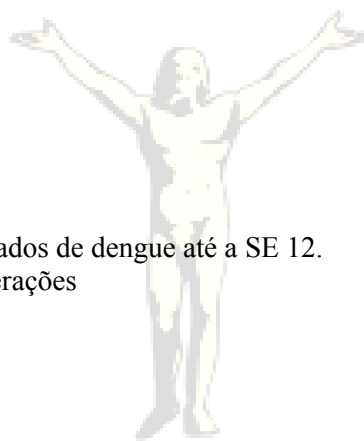 ados de dengue até a SE 12.
erações